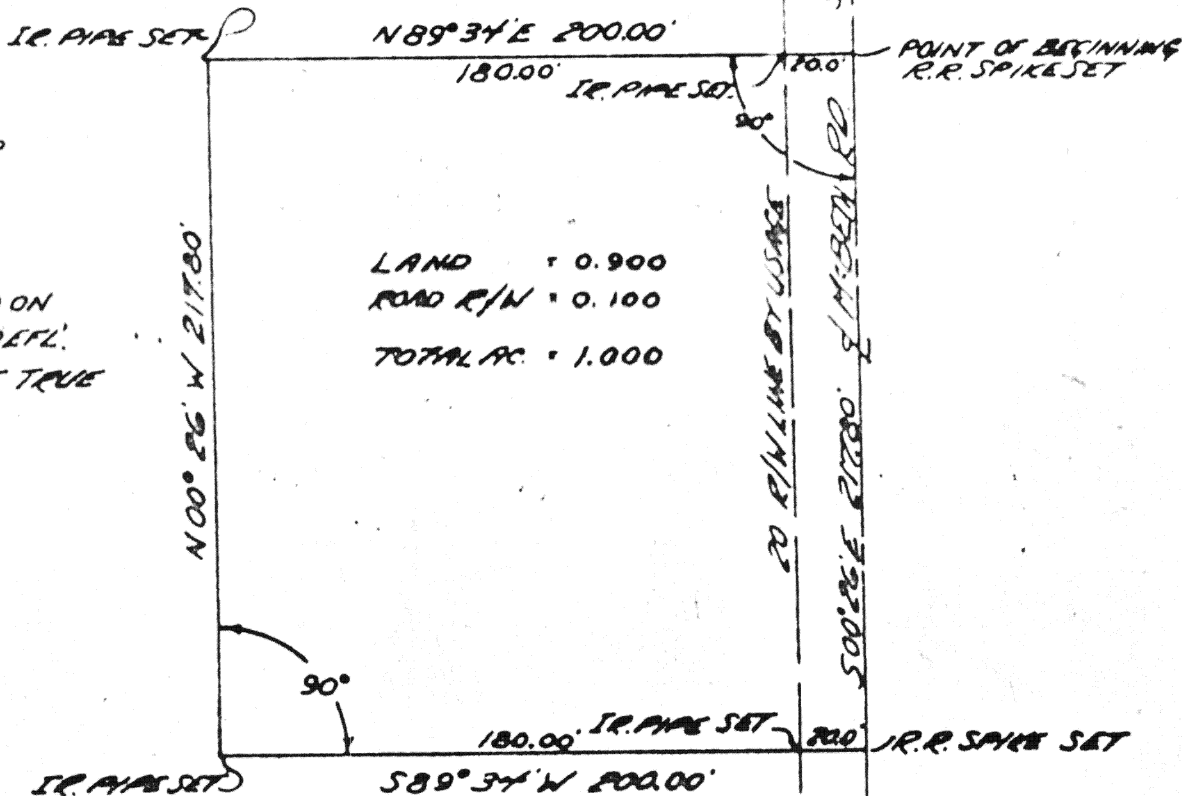 IR. PIPE SET
N89°34'E 200.00'
180.00'
IR. PIPE SET
20.0'
POINT OF BEGINNING
R.R. SPIKE SET
90°
LAND = 0.900
ROAD R/W = 0.100
TOTAL AC. = 1.000
ON
DEFL.
TRUE
N00°26'W 217.80'
20 R/W LINE BY USAGE
S00°26'E 217.80'
RD.
90°
180.00'
IR. PIPE SET
20.0'
R.R. SPIKE SET
IR. PIPE SET
S89°34'W 200.00'